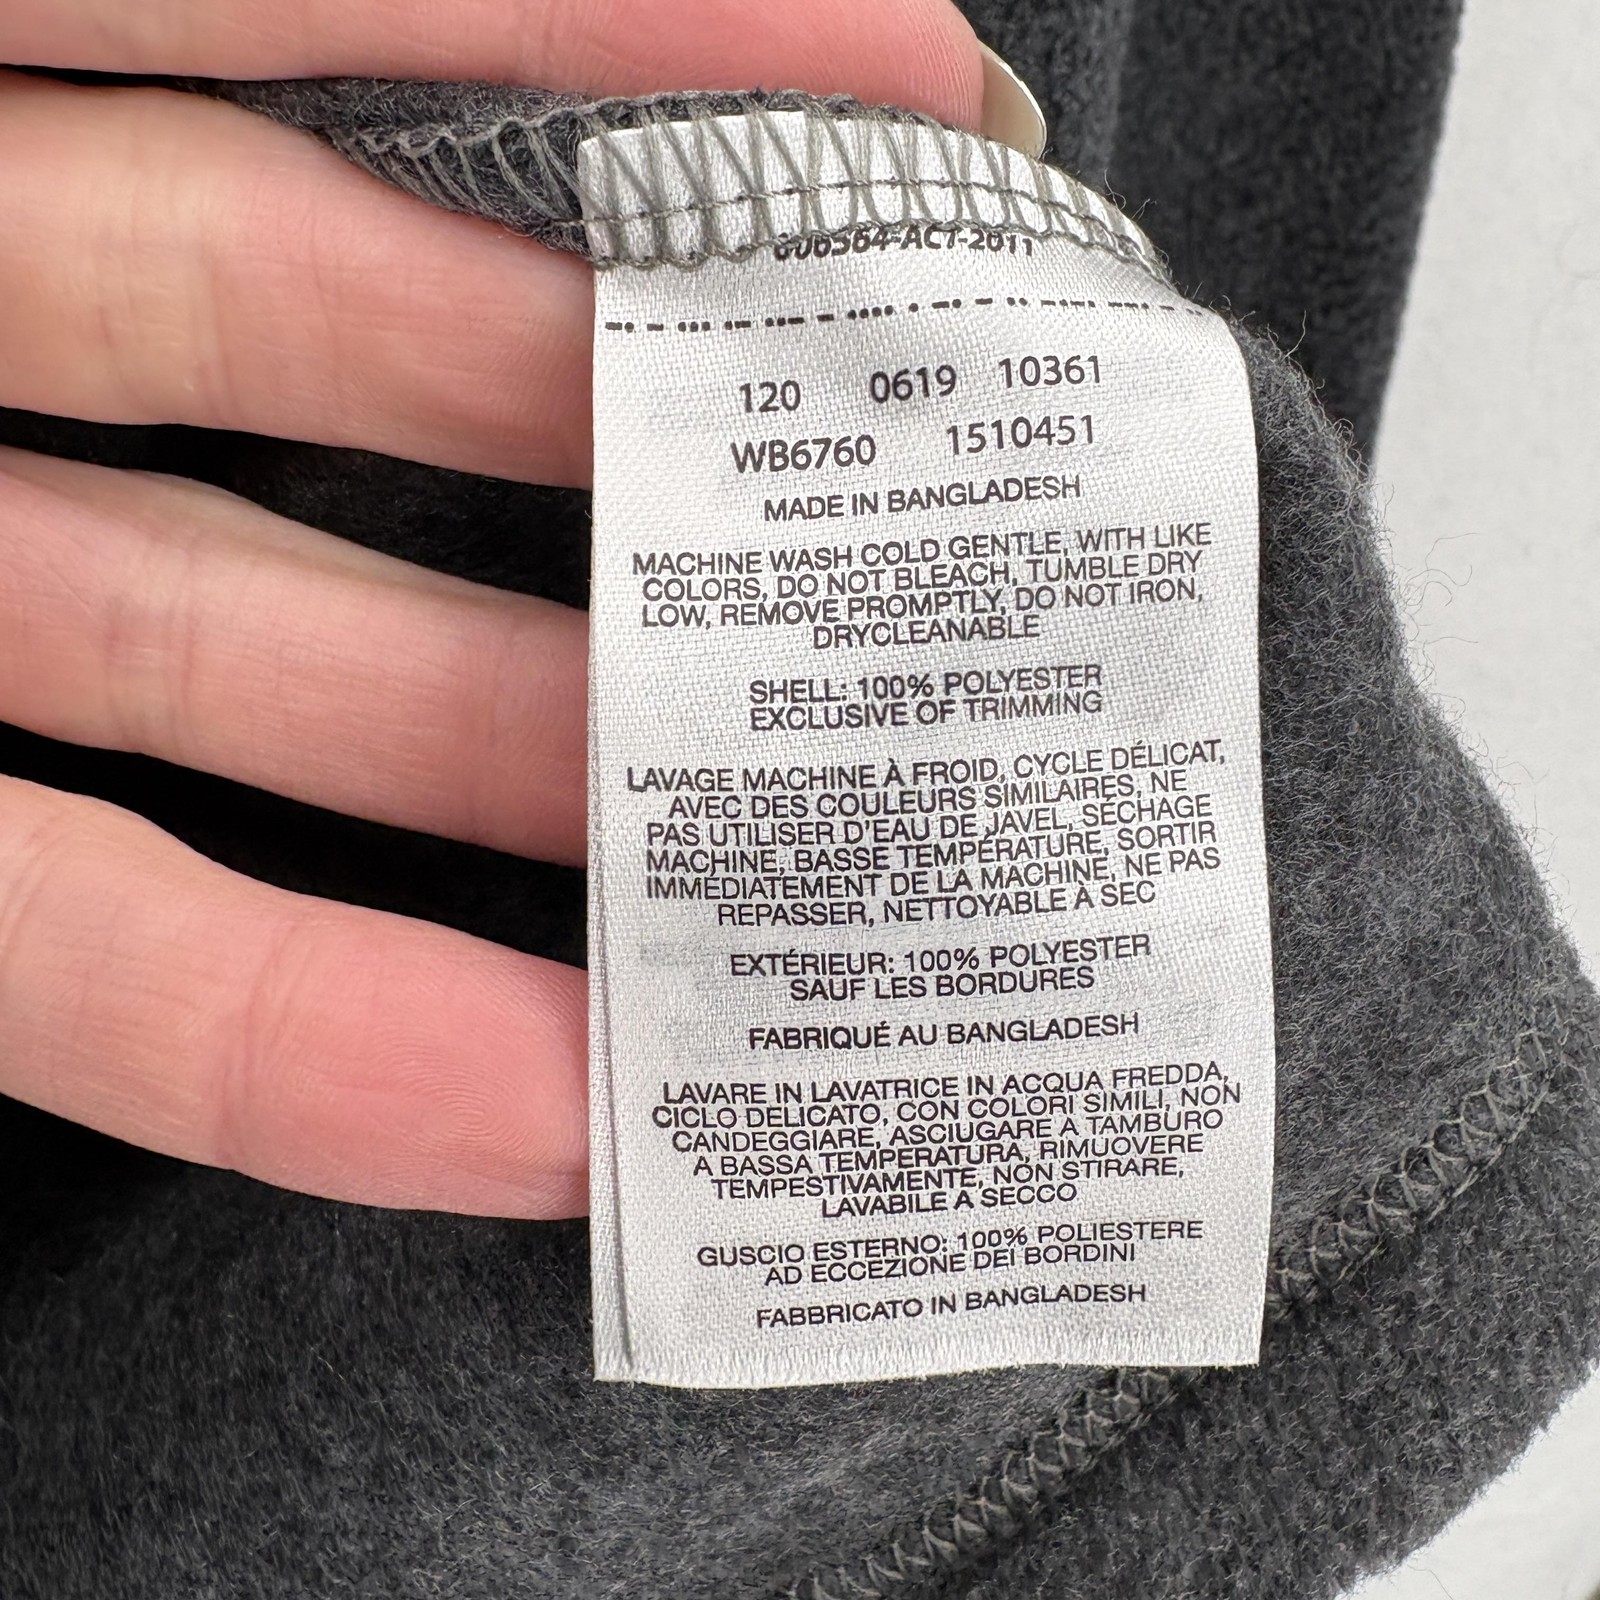 006364-ACT-2011
120 0619 10361
WB6760 1510451
MADE IN BANGLADESH
MACHINE WASH COLD GENTLE, WITH LIKE
COLORS, DO NOT BLEACH, TUMBLE DRY
LOW, REMOVE PROMPTLY, DO NOT IRON,
DRYCLEANABLE
SHELL: 100% POLYESTER
EXCLUSIVE OF TRIMMING
LAVAGE MACHINE À FROID, CYCLE DÉLICAT,
AVEC DES COULEURS SIMILAIRES, NE
PAS UTILISER D'EAU DE JAVEL, SÉCHAGE
MACHINE, BASSE TEMPÉRATURE, SORTIR
IMMÉDIATEMENT DE LA MACHINE, NE PAS
REPASSER, NETTOYABLE À SEC
EXTÉRIEUR: 100% POLYESTER
SAUF LES BORDURES
FABRIQUÉ AU BANGLADESH
LAVARE IN LAVATRICE IN ACQUA FREDDA,
CICLO DELICATO, CON COLORI SIMILI, NON
CANDEGGIARE, ASCIUGARE A TAMBURO
A BASSA TEMPERATURA, RIMUOVERE
TEMPESTIVAMENTE, NON STIRARE,
LAVABILE A SECCO
GUSCIO ESTERNO: 100% POLIESTERE
AD ECCEZIONE DEI BORDINI
FABBRICATO IN BANGLADESH